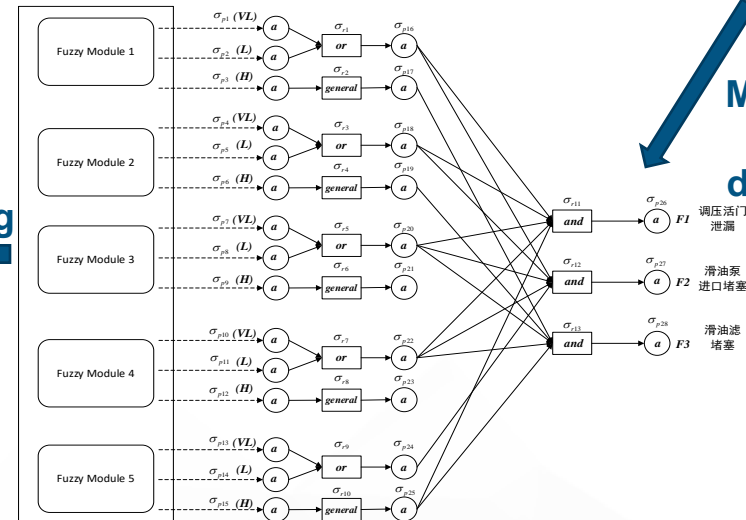 Fuzzy Module 1
σp1 (VL) a
σp2 (L) a
σp3 (H) a
σr1 or
σr2 general
σp16 a
σp17 a
Fuzzy Module 2
σp4 (VL) a
σp5 (L) a
σp6 (H) a
σr3 or
σr4 general
σp18 a
σp19 a
Fuzzy Module 3
σp7 (VL) a
σp8 (L) a
σp9 (H) a
σr5 or
σr6 general
σp20 a
σp21 a
Fuzzy Module 4
σp10 (VL) a
σp11 (L) a
σp12 (H) a
σr7 or
σr8 general
σp22 a
σp23 a
Fuzzy Module 5
σp13 (VL) a
σp14 (L) a
σp15 (H) a
σr9 or
σr10 general
σp24 a
σp25 a
σr11 and
σp26 a F1
调压活门
泄漏
σr12 and
σp27 a F2
滑油泵
进口堵塞
σr13 and
σp28 a F3
滑油滤
堵塞
M
d
g